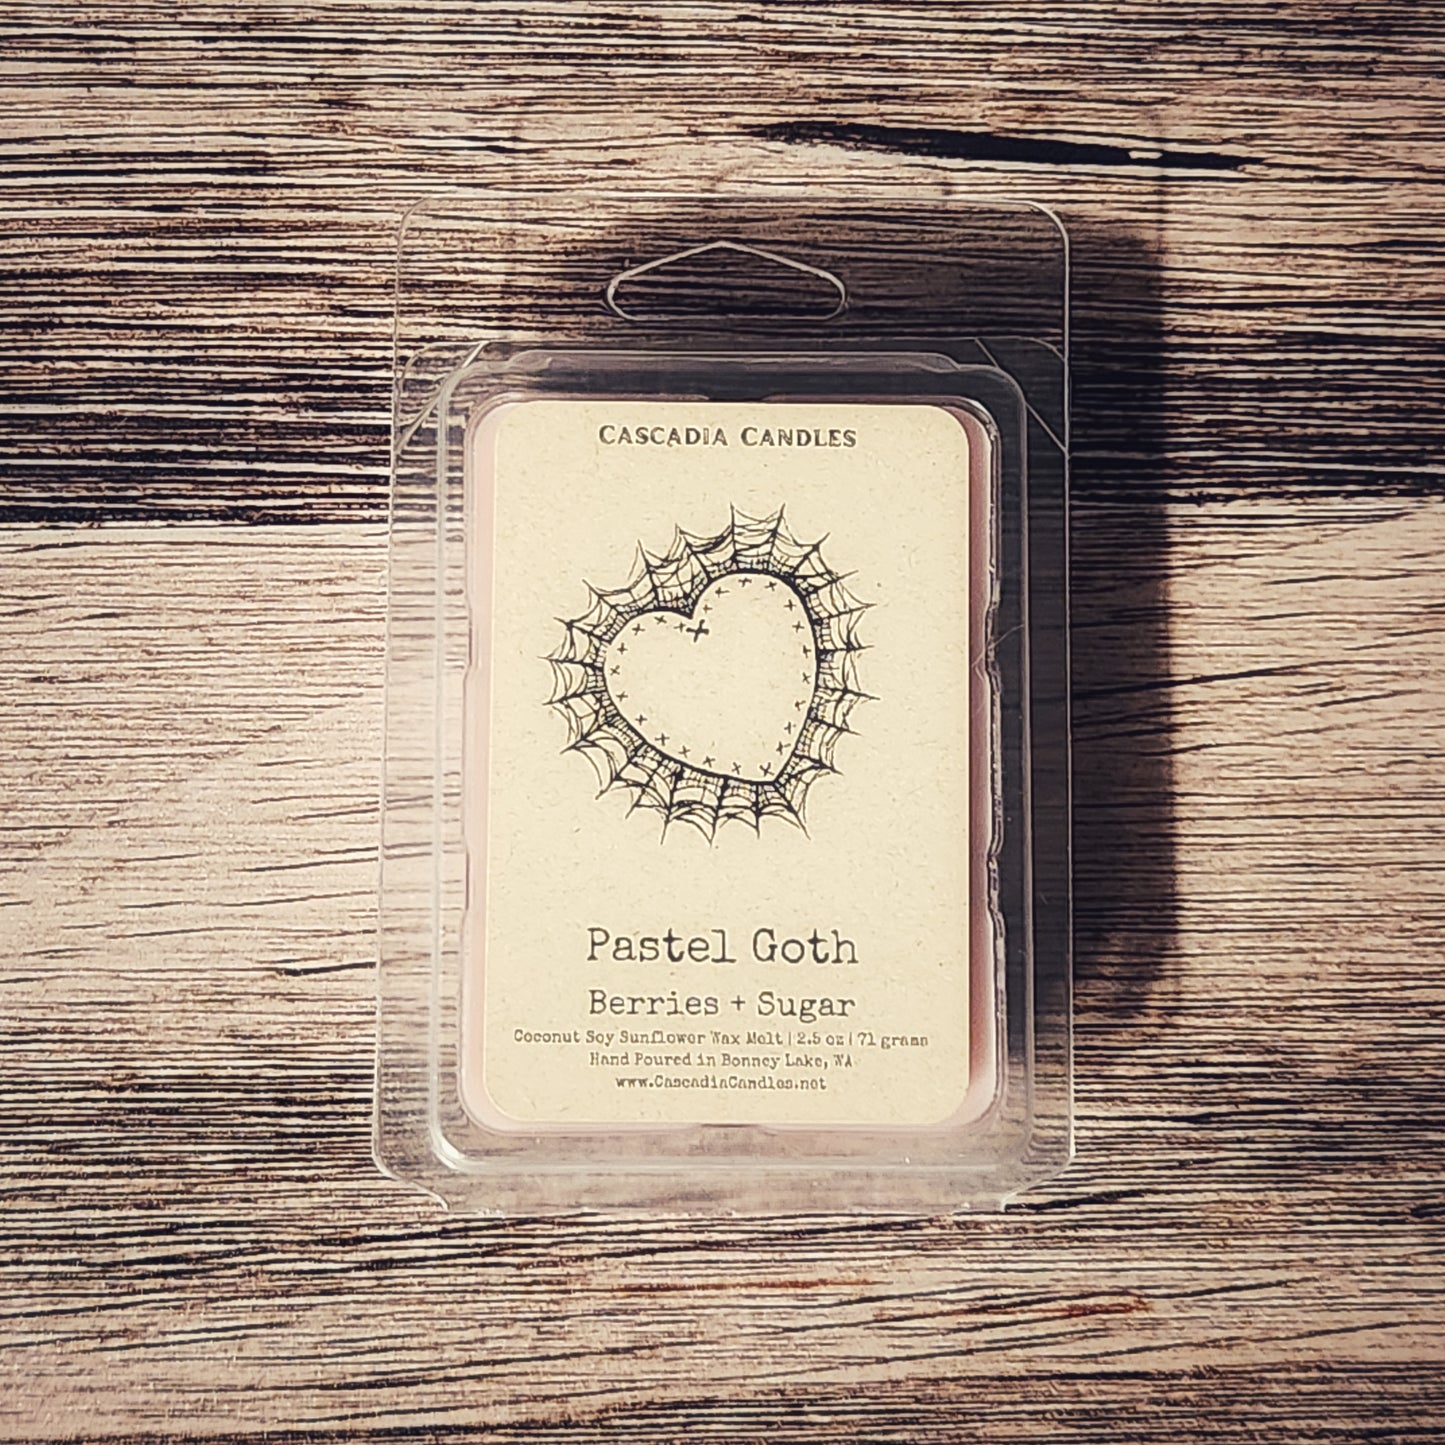 CASCADIA CANDLES
Pastel Goth
Berries + Sugar
Coconut Soy Sunflower Wax Melt | 2.5 oz | 71 grams
Hand Poured in Bonney Lake, WA
www.CascadiaCandles.net